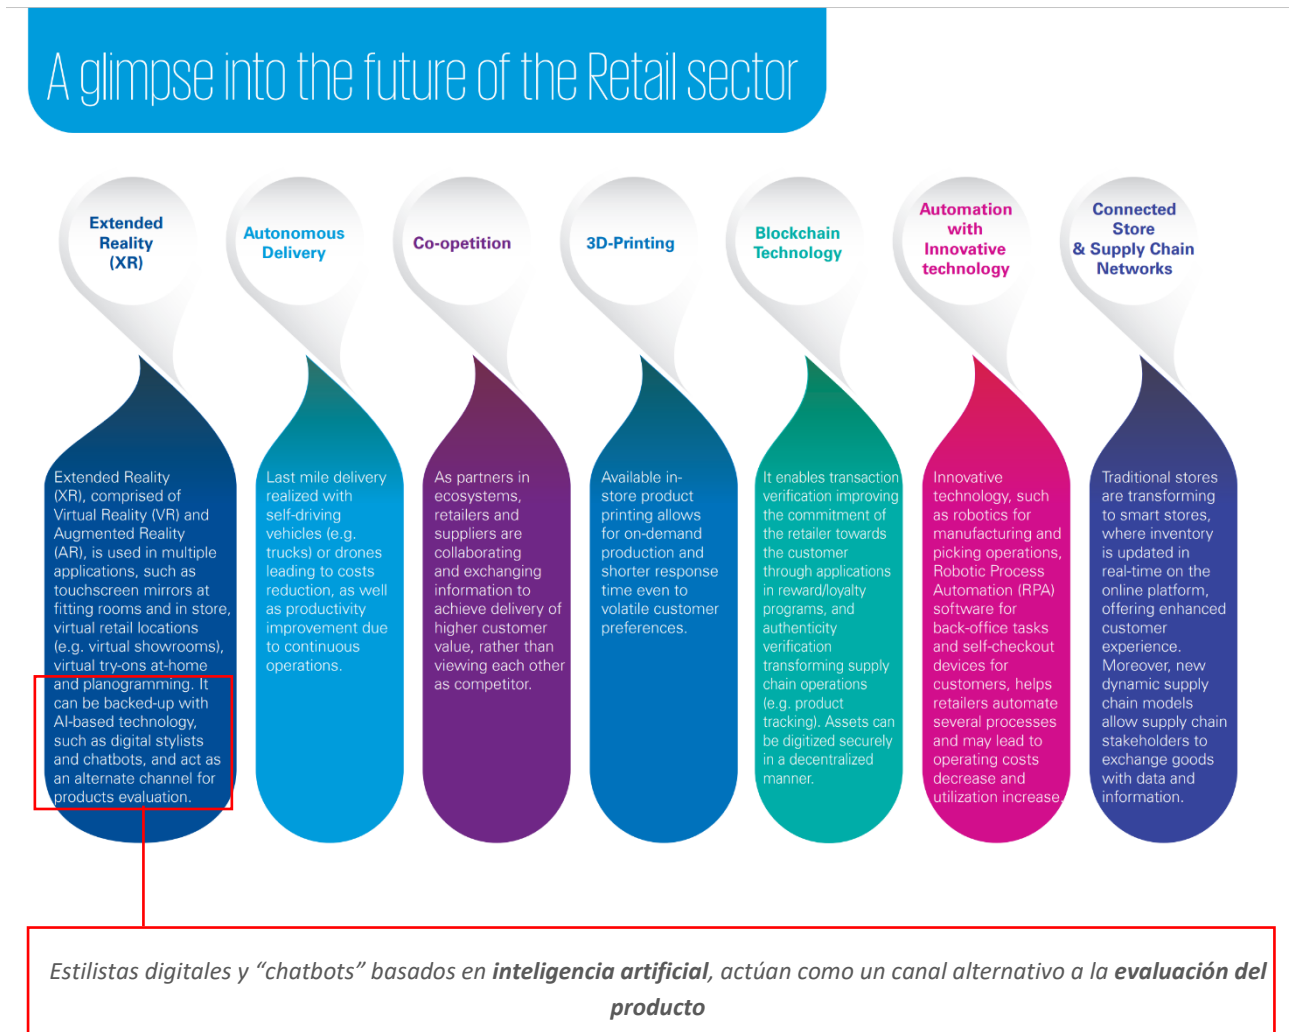 A glimpse into the future of the Retail sector
Extended
Reality
(XR)
Extended Reality
(XR), comprised of
Virtual Reality (VR) and
Augmented Reality
(AR), is used in multiple
applications, such as
touchscreen mirrors at
fitting rooms and in store,
virtual retail locations
(e.g. virtual showrooms),
virtual try-ons at-home
and planogramming. It
can be backed-up with
AI-based technology,
such as digital stylists
and chatbots, and act as
an alternate channel for
products evaluation.
Autonomous
Delivery
Last mile delivery
realized with
self-driving
vehicles (e.g.
trucks) or drones
leading to costs
reduction, as well
as productivity
improvement due
to continuous
operations.
Co-opetition
As partners in
ecosystems,
retailers and
suppliers are
collaborating
and exchanging
information to
achieve delivery of
higher customer
value, rather than
viewing each other
as competitor.
3D-Printing
Available in-
store product
printing allows
for on-demand
production and
shorter response
time even to
volatile customer
preferences.
Blockchain
Technology
It enables transaction
verification improving
the commitment of
the retailer towards
the customer
through applications
in reward/loyalty
programs, and
authenticity
verification
transforming supply
chain operations
(e.g. product
tracking). Assets can
be digitized securely
in a decentralized
manner.
Automation
with
Innovative
technology
Innovative
technology, such
as robotics for
manufacturing and
picking operations,
Robotic Process
Automation (RPA)
software for
back-office tasks
and self-checkout
devices for
customers, helps
retailers automate
several processes
and may lead to
operating costs
decrease and
utilization increase.
Connected
Store
& Supply Chain
Networks
Traditional stores
are transforming
to smart stores,
where inventory
is updated in
real-time on the
online platform,
offering enhanced
customer
experience.
Moreover, new
dynamic supply
chain models
allow supply chain
stakeholders to
exchange goods
with data and
information.
Estilistas digitales y “chatbots” basados en inteligencia artificial, actúan como un canal alternativo a la evaluación del
producto